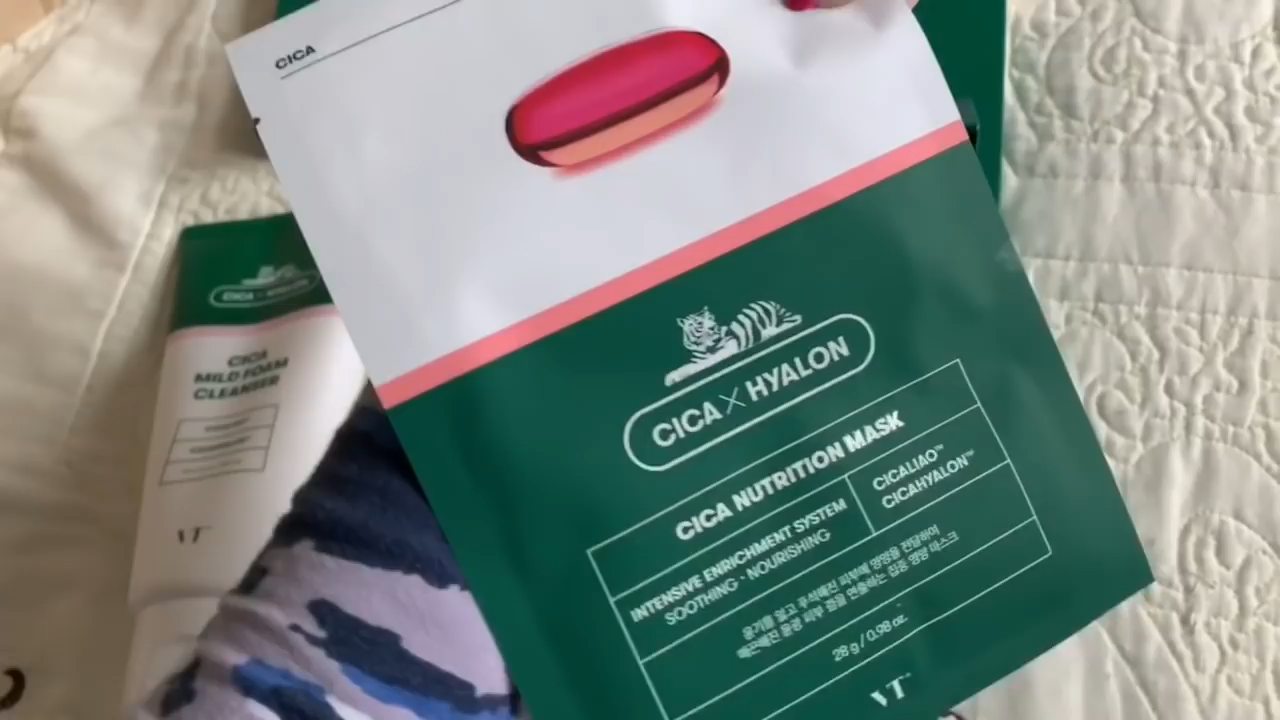 CICA
CICA × HYALON
CICA NUTRITION MASK
INTENSIVE ENRICHMENT SYSTEM
SOOTHING · NOURISHING
CICALIAO™
CICAHYALON™
윤기를 잃고 푸석해진 피부에 영양을 전달하여
매끈해진 윤광 피부 결을 연출하는 집중 영양 마스크
28 g / 0.98 oz.
VT
CICA × HYALON
CICA
MILD FOAM
CLEANSER
VT